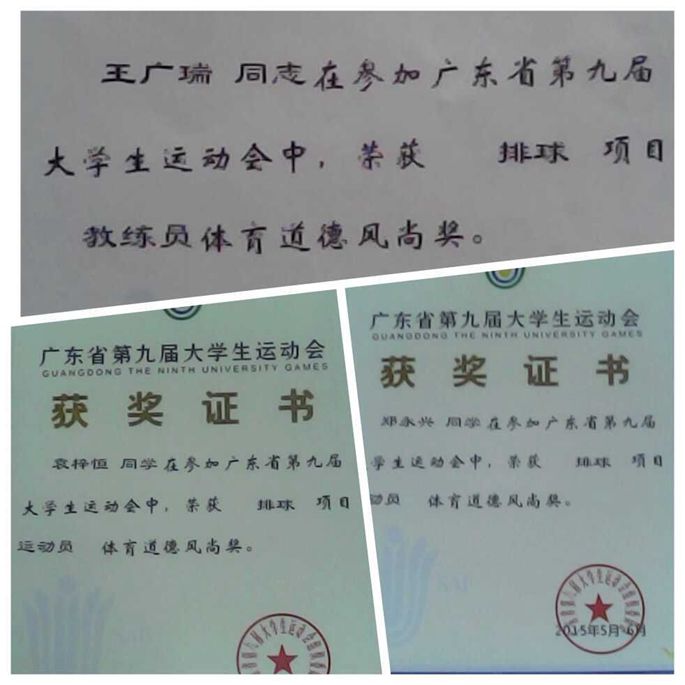 王广瑞 同志在参加广东省第九届
大学生运动会中，荣获 排球 项目
教练员体育道德风尚奖。
广东省第九届大学生运动会
GUANGDONG THE NINTH UNIVERSITY GAMES
获奖证书
袁梓恒 同学在参加广东省第九届
大学生运动会中，荣获 排球 项目
运动员 体育道德风尚奖。
广东省第九届大学生运动会
GUANGDONG THE NINTH UNIVERSITY GAMES
获奖证书
邓永兴 同学在参加广东省第九届
学生运动会中，荣获 排球 项目
动员 体育道德风尚奖。
2015年5月-6月